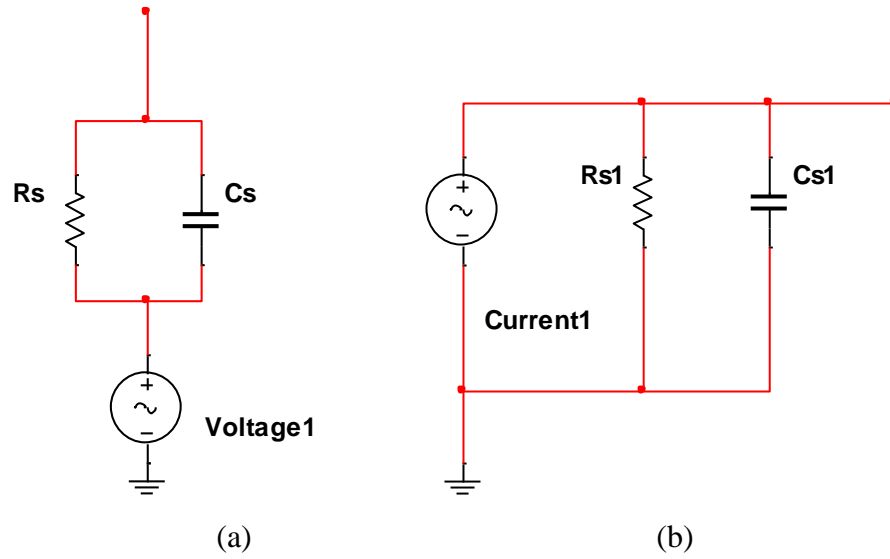 Rs
Cs
+
−
Voltage1
(a)
Rs1
Cs1
+
−
Current1
(b)